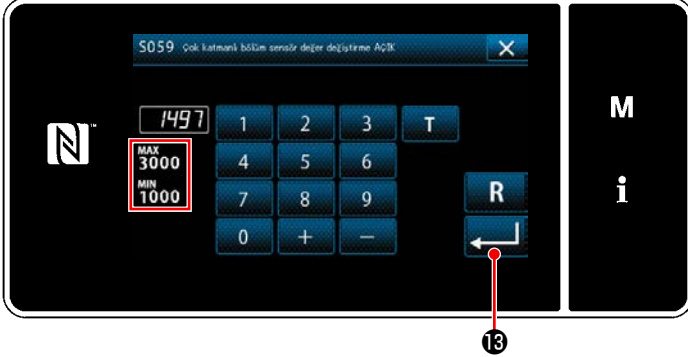 S059 Çok katmanlı bölüm sensör değer değiştirme AÇIK
1497
MAX
3000
MIN
1000
1 2 3 T
4 5 6
7 8 9 R
0 + −
M
i
N
⓭